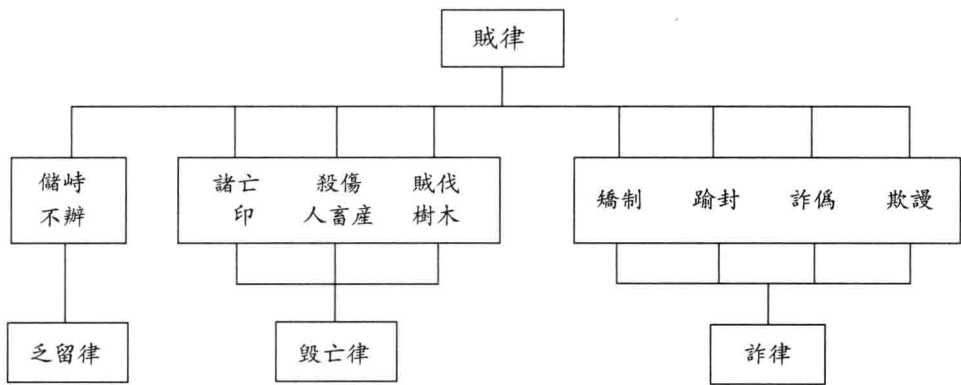 賊律
儲峙
不辦
諸亡
印
殺傷
人畜産
賊伐
樹木
矯制
踰封
詐僞
欺謾
乏留律
毀亡律
詐律